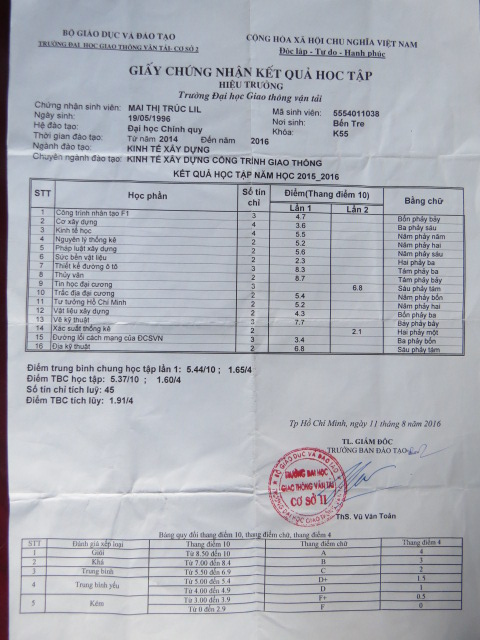 BỘ GIÁO DỤC VÀ ĐÀO TẠO
CỘNG HÒA XÃ HỘI CHỦ NGHĨA VIỆT NAM
TRƯỜNG ĐẠI HỌC GIAO THÔNG VẬN TẢI- CƠ SỞ 2
Độc lập - Tự do - Hạnh phúc
GIẤY CHỨNG NHẬN KẾT QUẢ HỌC TẬP
HIỆU TRƯỞNG
Trường Đại học Giao thông vận tải
Chứng nhận sinh viên: MAI THỊ TRÚC LIL Mã sinh viên: 5554011038
Ngày sinh: 19/05/1996 Nơi sinh: Bến Tre
Hệ đào tạo: Đại học Chính quy Khóa: K55
Thời gian đào tạo: Từ năm 2014 Đến năm 2016
Ngành đào tạo: KINH TẾ XÂY DỰNG
Chuyên ngành đào tạo: KINH TẾ XÂY DỰNG CÔNG TRÌNH GIAO THÔNG
KẾT QUẢ HỌC TẬP NĂM HỌC 2015_2016
STT Học phần Số tín chỉ Điểm(Thang điểm 10) Bằng chữ
Lần 1 Lần 2
1 Công trình nhân tạo F1 3 4.7 Bốn phẩy bảy
2 Cơ xây dựng 4 3.6 Ba phẩy sáu
3 Kinh tế học 4 5.5 Năm phẩy năm
4 Nguyên lý thống kê 2 5.2 Năm phẩy hai
5 Pháp luật xây dựng 2 5.6 Năm phẩy sáu
6 Sức bền vật liệu 2 2.3 Hai phẩy ba
7 Thiết kế đường ô tô 3 8.3 Tám phẩy ba
8 Thủy văn 2 8.7 Tám phẩy bảy
9 Tin học đại cương 3 6.8 Sáu phẩy tám
10 Trắc địa đại cương 2 5.4 Năm phẩy bốn
11 Tư tưởng Hồ Chí Minh 2 5.2 Năm phẩy hai
12 Vật liệu xây dựng 2 4.3 Bốn phẩy ba
13 Vẽ kỹ thuật 3 7.7 Bảy phẩy bảy
14 Xác suất thống kê 2 2.1 Hai phẩy một
15 Đường lối cách mạng của ĐCSVN 3 3.4 Ba phẩy bốn
16 Địa kỹ thuật 2 6.8 Sáu phẩy tám
Điểm trung bình chung học tập lần 1: 5.44/10 ; 1.65/4
Điểm TBC học tập: 5.37/10 ; 1.60/4
Số tín chỉ tích luỹ: 45
Điểm TBC tích lũy: 1.91/4
Tp Hồ Chí Minh, ngày 11 tháng 8 năm 2016
TL. GIÁM ĐỐC
TRƯỞNG BAN ĐÀO TẠO
BỘ GIÁO DỤC VÀ ĐÀO TẠO
TRƯỜNG ĐẠI HỌC
GIAO THÔNG VẬN TẢI
CƠ SỞ II
ThS. Vũ Văn Toản
Bảng quy đổi thang điểm 10, thang điểm chữ, thang điểm 4
STT Đánh giá xếp loại Thang điểm 10 Thang điểm chữ Thang điểm 4
1 Giỏi Từ 8.50 đến 10 A 4
2 Khá Từ 7.00 đến 8.4 B 3
3 Trung bình Từ 5.50 đến 6.9 C 2
4 Trung bình yếu Từ 5.00 đến 5.4 D+ 1.5
Từ 4.00 đến 4.9 D 1
5 Kém Từ 3.00 đến 3.9 F+ 0.5
Từ 0 đến 2.9 F 0